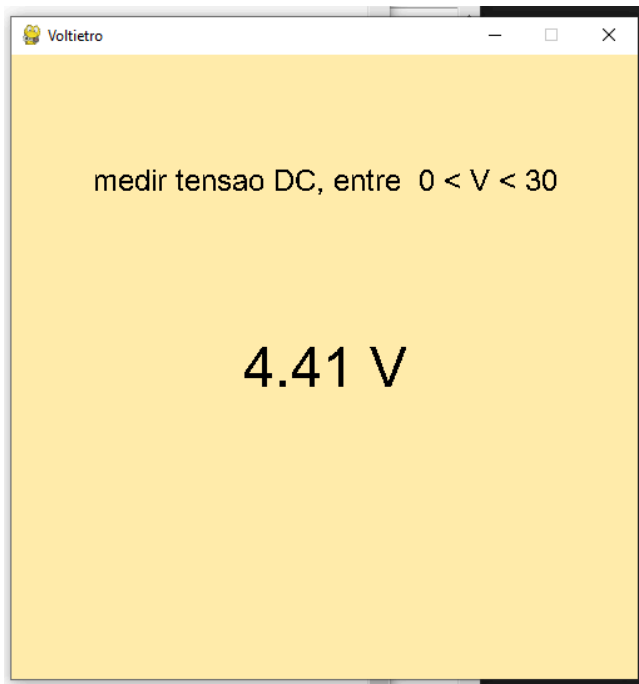 Voltietro
medir tensao DC, entre  0 < V < 30
4.41 V